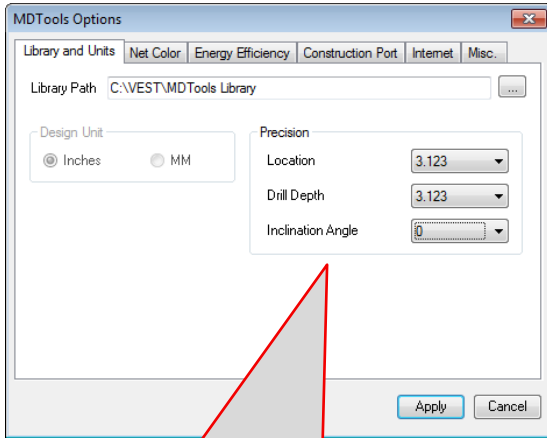 MDTools Options
Library and Units Net Color Energy Efficiency Construction Port Internet Misc.
Library Path C:\VEST\MDTools Library ...
Design Unit
Inches MM
Precision
Location 3.123
Drill Depth 3.123
Inclination Angle 0
Apply Cancel